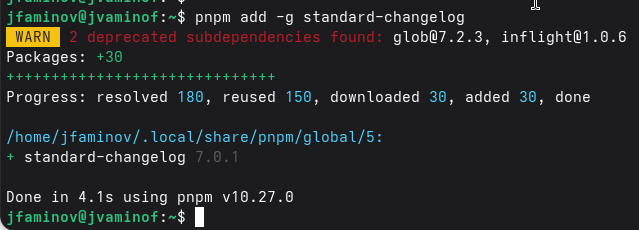 jfaminov@jvaminof:~$ pnpm add -g standard-changelog
WARN 2 deprecated subdependencies found: glob@7.2.3, inflight@1.0.6
Packages: +30
++++++++++++++++++++++++++++++
Progress: resolved 180, reused 150, downloaded 30, added 30, done
/home/jfaminov/.local/share/pnpm/global/5:
+ standard-changelog 7.0.1
Done in 4.1s using pnpm v10.27.0
jfaminov@jvaminof:~$